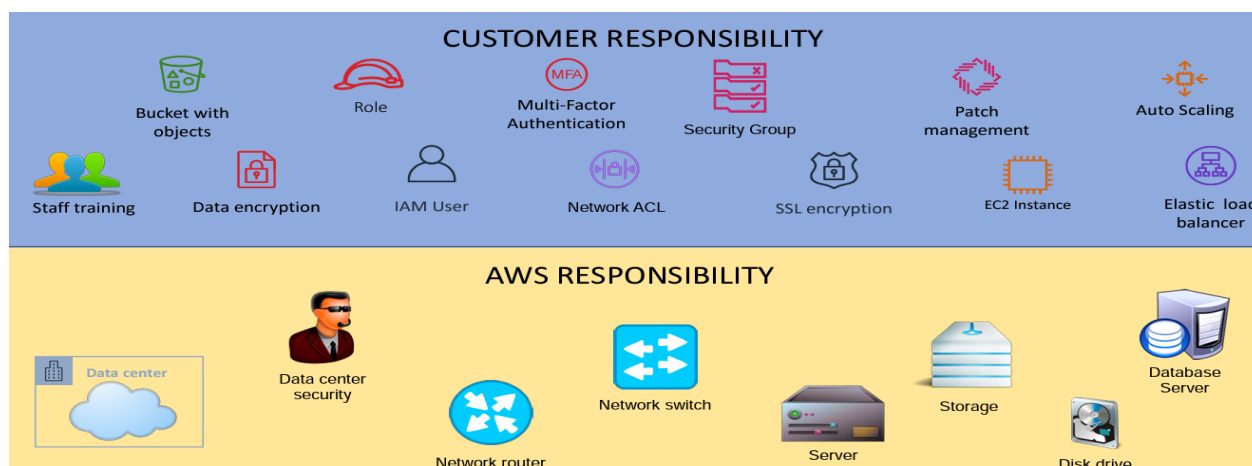 CUSTOMER RESPONSIBILITY
Bucket with
objects
Role
MFA
Multi-Factor
Authentication
Security Group
Patch
management
Auto Scaling
Staff training
Data encryption
IAM User
Network ACL
SSL encryption
EC2 Instance
Elastic load
balancer
AWS RESPONSIBILITY
Data center
Data center
security
Network router
Network switch
Server
Storage
Disk drive
Database
Server